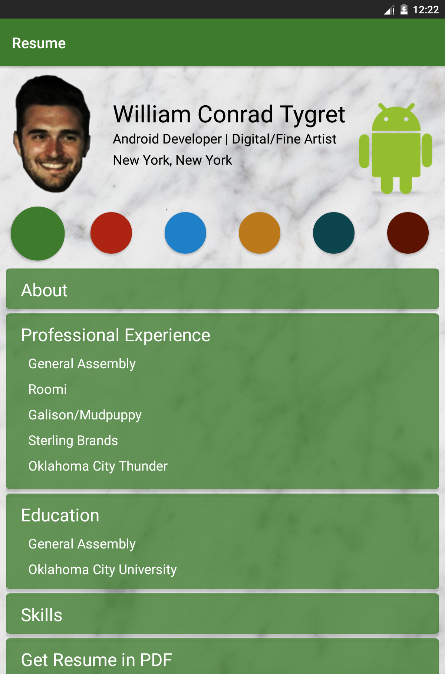 12:22
Resume
William Conrad Tygret
Android Developer | Digital/Fine Artist
New York, New York
About
Professional Experience
General Assembly
Roomi
Galison/Mudpuppy
Sterling Brands
Oklahoma City Thunder
Education
General Assembly
Oklahoma City University
Skills
Get Resume in PDF